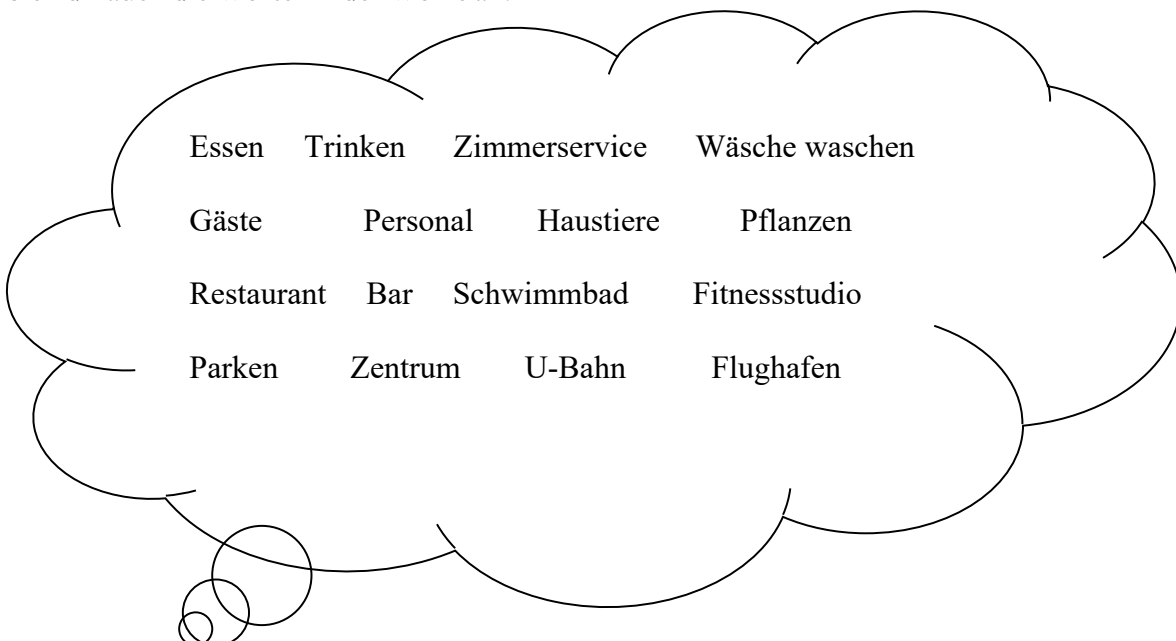 Essen Trinken Zimmerservice Wäsche waschen
Gäste Personal Haustiere Pflanzen
Restaurant Bar Schwimmbad Fitnessstudio
Parken Zentrum U-Bahn Flughafen